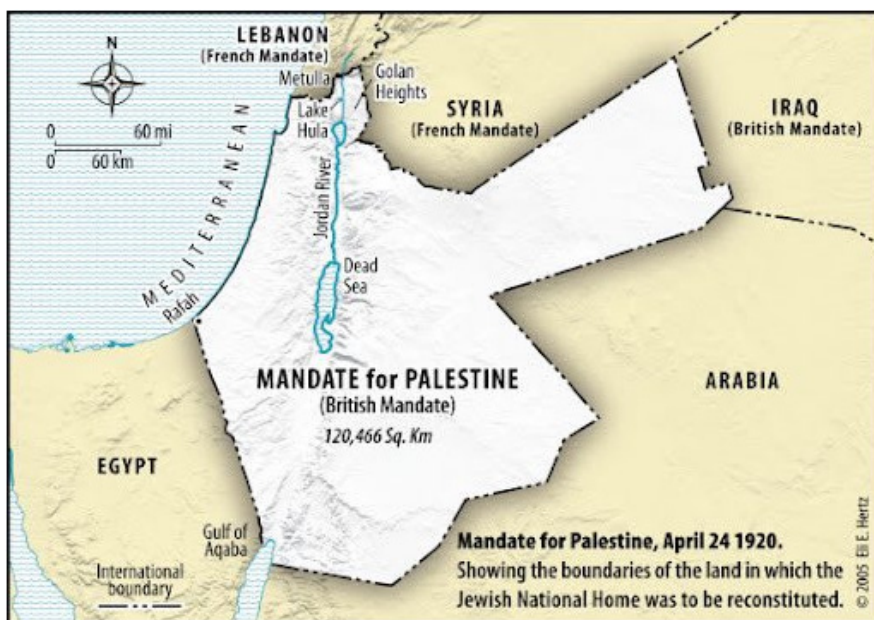 LEBANON
(French Mandate)
Metulla
Golan
Heights
N
0 60 mi
0 60 km
Lake
Hula
SYRIA
(French Mandate)
IRAQ
(British Mandate)
MEDITERRANEAN
Jordan River
Rafah
Dead
Sea
MANDATE for PALESTINE
(British Mandate)
120,466 Sq. Km
ARABIA
EGYPT
Gulf of
Aqaba
International
boundary
Mandate for Palestine, April 24 1920.
Showing the boundaries of the land in which the
Jewish National Home was to be reconstituted.
© 2005 Eli E. Hertz